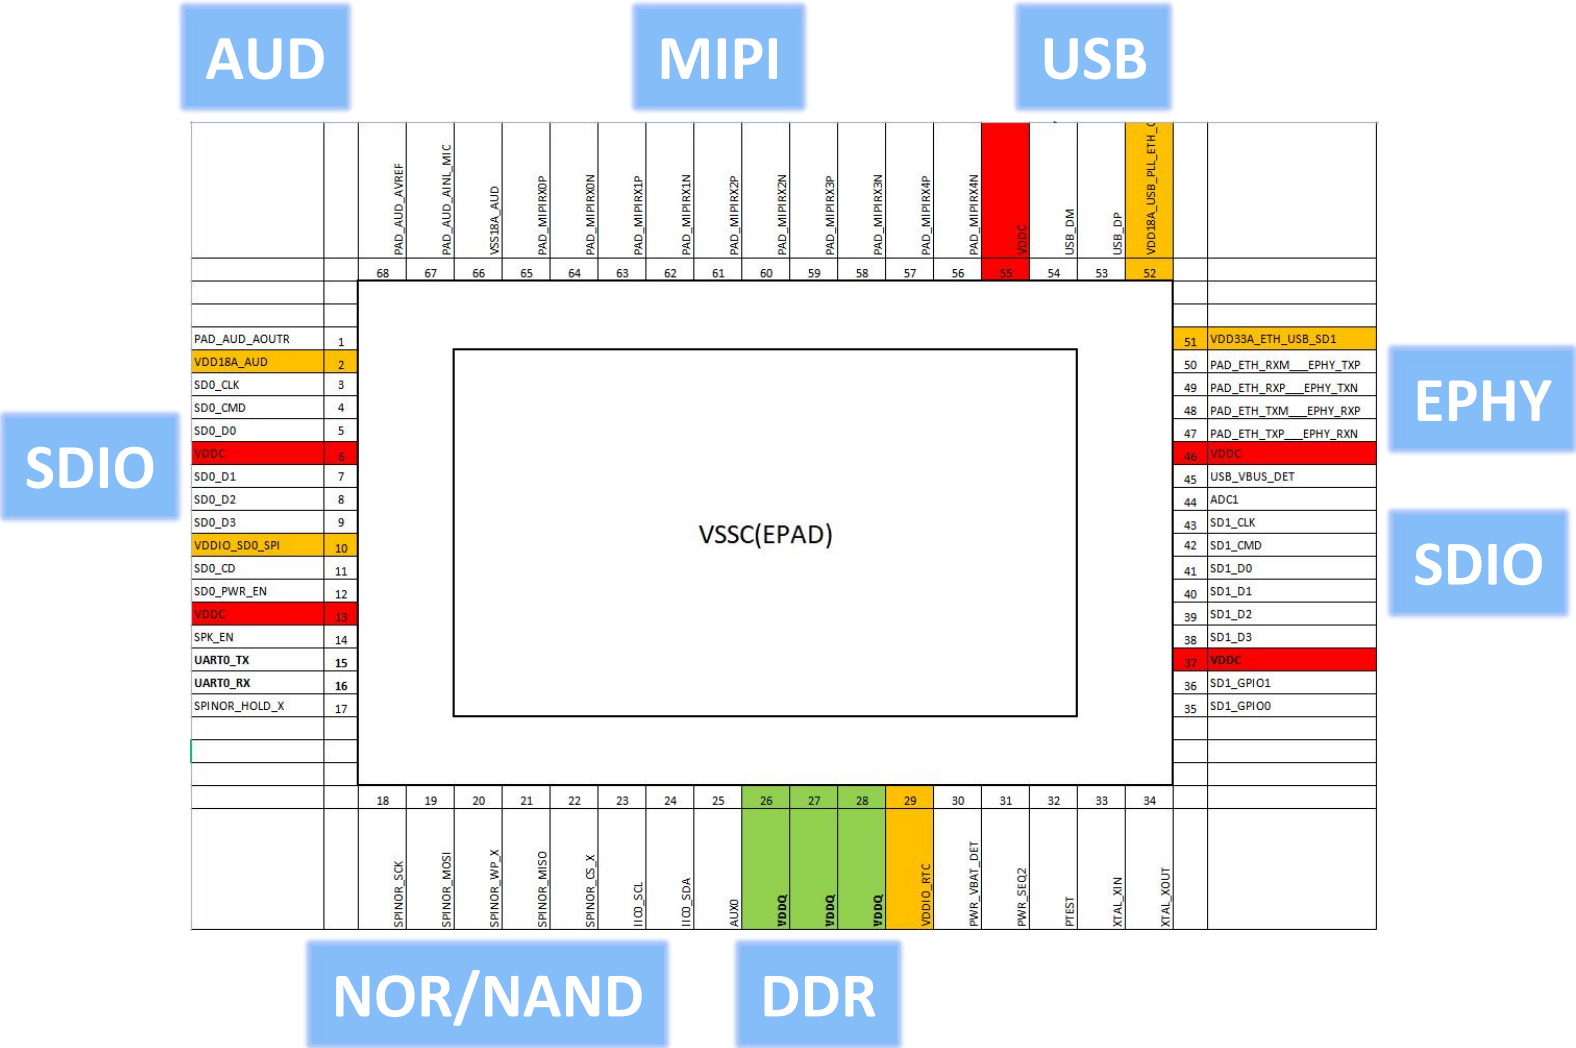 AUD
MIPI
USB
PAD_AUD_AVREF
PAD_AUD_AINL_MIC
VSS18A_AUD
PAD_MIPIRX0P
PAD_MIPIRX0N
PAD_MIPIRX1P
PAD_MIPIRX1N
PAD_MIPIRX2P
PAD_MIPIRX2N
PAD_MIPIRX3P
PAD_MIPIRX3N
PAD_MIPIRX4P
PAD_MIPIRX4N
VDDC
USB_DM
USB_DP
VDD18A_USB_PLL_ETH_
68 67 66 65 64 63 62 61 60 59 58 57 56 55 54 53 52
PAD_AUD_AOUTR 1
VDD18A_AUD 2
SD0_CLK 3
SD0_CMD 4
SD0_D0 5
VDDC 6
SD0_D1 7
SD0_D2 8
SD0_D3 9
VDDIO_SD0_SPI 10
SD0_CD 11
SD0_PWR_EN 12
VDDC 13
SPK_EN 14
UART0_TX 15
UART0_RX 16
SPINOR_HOLD_X 17
SDIO
VSSC(EPAD)
51 VDD33A_ETH_USB_SD1
50 PAD_ETH_RXM___EPHY_TXP
49 PAD_ETH_RXP___EPHY_TXN
48 PAD_ETH_TXM___EPHY_RXP
47 PAD_ETH_TXP___EPHY_RXN
46 VDDC
45 USB_VBUS_DET
44 ADC1
43 SD1_CLK
42 SD1_CMD
41 SD1_D0
40 SD1_D1
39 SD1_D2
38 SD1_D3
37 VDDC
36 SD1_GPIO1
35 SD1_GPIO0
EPHY
SDIO
18 19 20 21 22 23 24 25 26 27 28 29 30 31 32 33 34
SPINOR_SCK
SPINOR_MOSI
SPINOR_WP_X
SPINOR_MISO
SPINOR_CS_X
IIC0_SCL
IIC0_SDA
AUX0
VDDQ
VDDQ
VDDQ
VDDIO_RTC
PWR_VBAT_DET
PWR_SEQ2
PTEST
XTAL_XIN
XTAL_XOUT
NOR/NAND
DDR